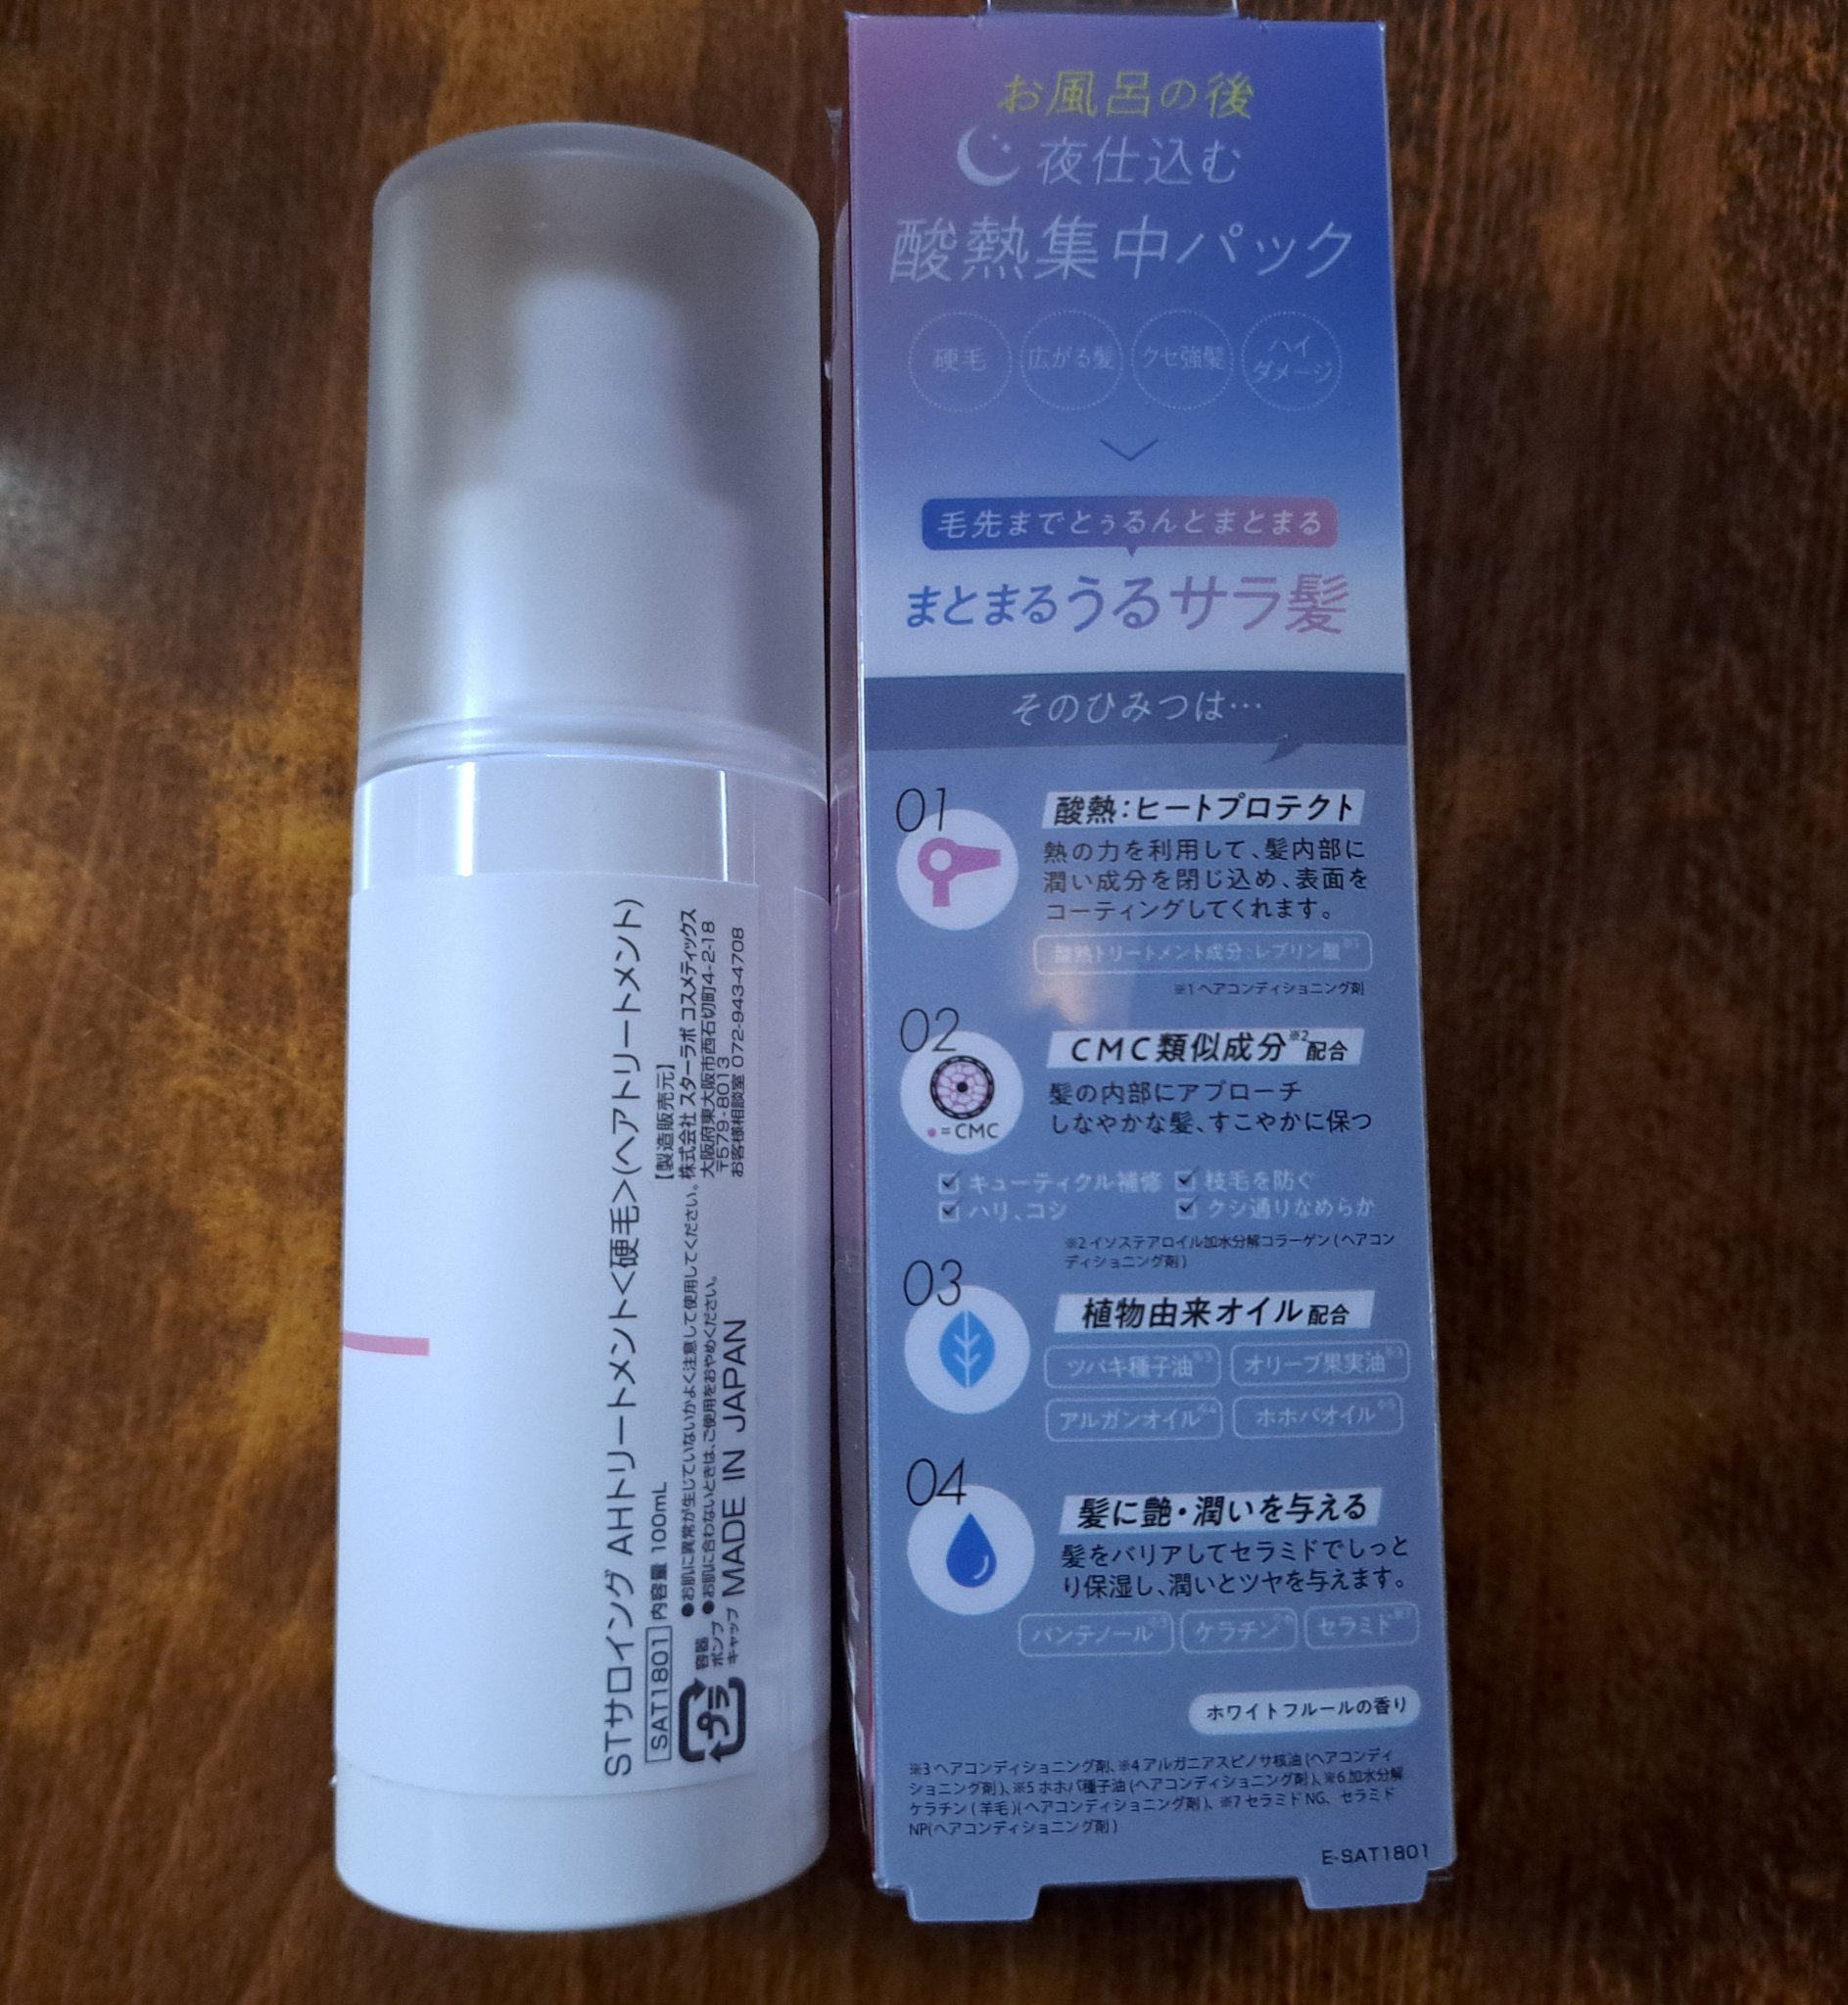 STサロイング AHトリートメント<硬毛>(ヘアトリートメント)
SAT1801 内容量 100mL
【製造販売元】
株式会社 スターラボ コスメティックス
大阪府東大阪市西石切町4-2-18
〒579-8013
お客様相談室 072-943-4708
●お肌に異常が生じていないかよく注意して使用してください。
●お肌に合わないときは、ご使用をおやめください。
MADE IN JAPAN
プラ
容器
ポンプ
キャップ
お風呂の後
夜仕込む
酸熱集中パック
硬毛
広がる髪
クセ強髪
ハイ
ダメージ
毛先までとぅるんとまとまる
まとまるうるサラ髪
そのひみつは…
01
酸熱:ヒートプロテクト
熱の力を利用して、髪内部に
潤い成分を閉じ込め、表面を
コーティングしてくれます。
酸熱トリートメント成分:レブリン酸※1
※1 ヘアコンディショニング剤
02
CMC類似成分※2配合
髪の内部にアプローチ
しなやかな髪、すこやかに保つ
●=CMC
キューティクル補修 枝毛を防ぐ
ハリ、コシ クシ通りなめらか
※2 イソステアロイル加水分解コラーゲン(ヘアコン
ディショニング剤)
03
植物由来オイル配合
ツバキ種子油※3 オリーブ果実油※3
アルガンオイル※4 ホホバオイル※5
04
髪に艶・潤いを与える
髪をバリアしてセラミドでしっと
り保湿し、潤いとツヤを与えます。
パンテノール※3 ケラチン※6 セラミド※7
ホワイトフルールの香り
※3 ヘアコンディショニング剤、※4 アルガニアスピノサ核油(ヘアコンディ
ショニング剤)、※5 ホホバ種子油(ヘアコンディショニング剤)、※6 加水分解
ケラチン(羊毛)(ヘアコンディショニング剤)、※7 セラミドNG、セラミド
NP(ヘアコンディショニング剤)
E-SAT1801